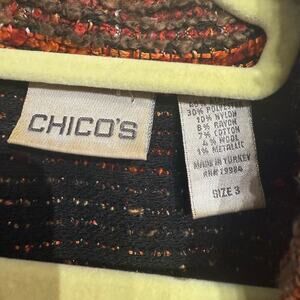 CHICO'S
30% POLYESTER
10% NYLON
8% RAYON
7% COTTON
4% WOOL
1% METALLIC
MADE IN TURKEY
RN# 79984
SIZE 3